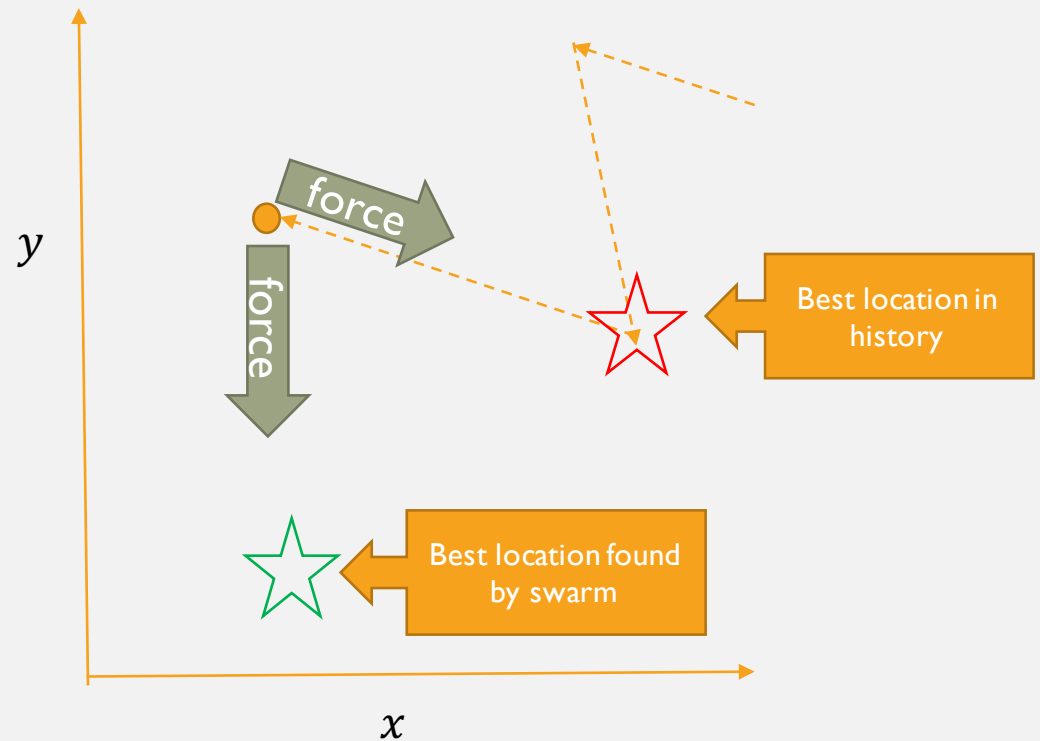 force
y
force
Best location in
history
Best location found
by swarm
x